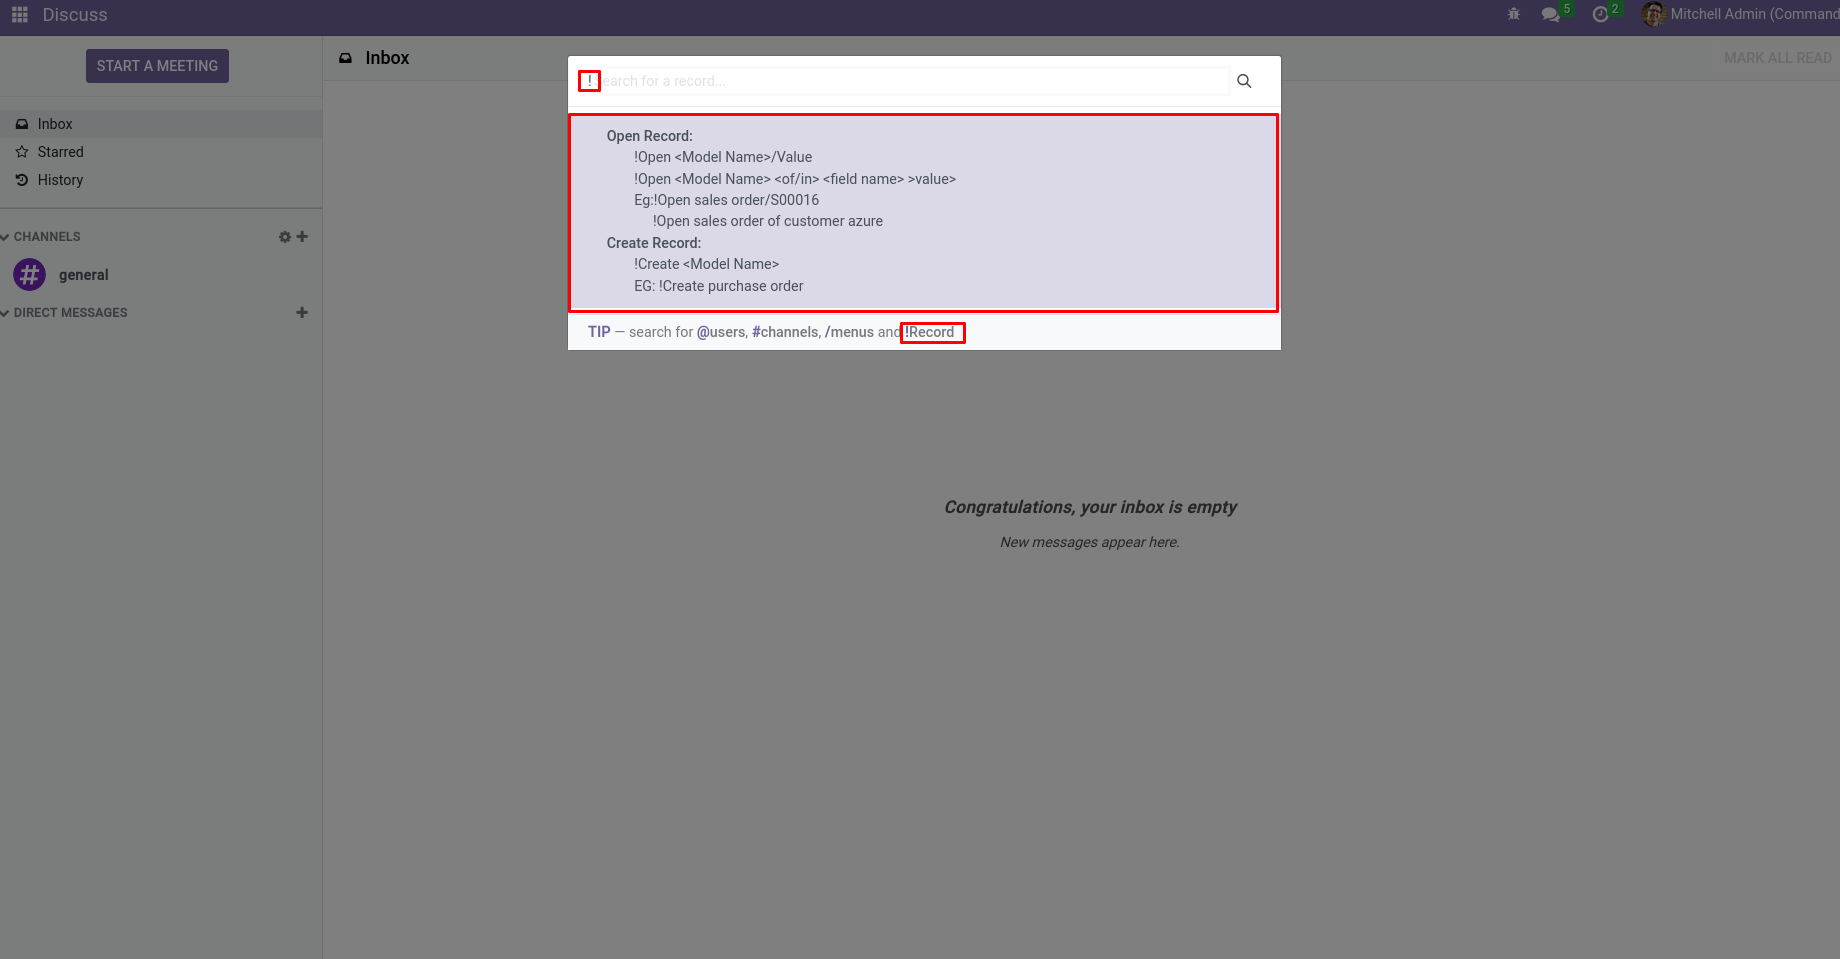 Discuss
5
2
Mitchell Admin (Command
START A MEETING
Inbox
MARK ALL READ
Inbox
Starred
History
CHANNELS
general
DIRECT MESSAGES
! earch for a record...
Open Record:
!Open <Model Name>/Value
!Open <Model Name> <of/in> <field name> >value>
Eg:!Open sales order/S00016
!Open sales order of customer azure
Create Record:
!Create <Model Name>
EG: !Create purchase order
TIP — search for @users, #channels, /menus and !Record
Congratulations, your inbox is empty
New messages appear here.